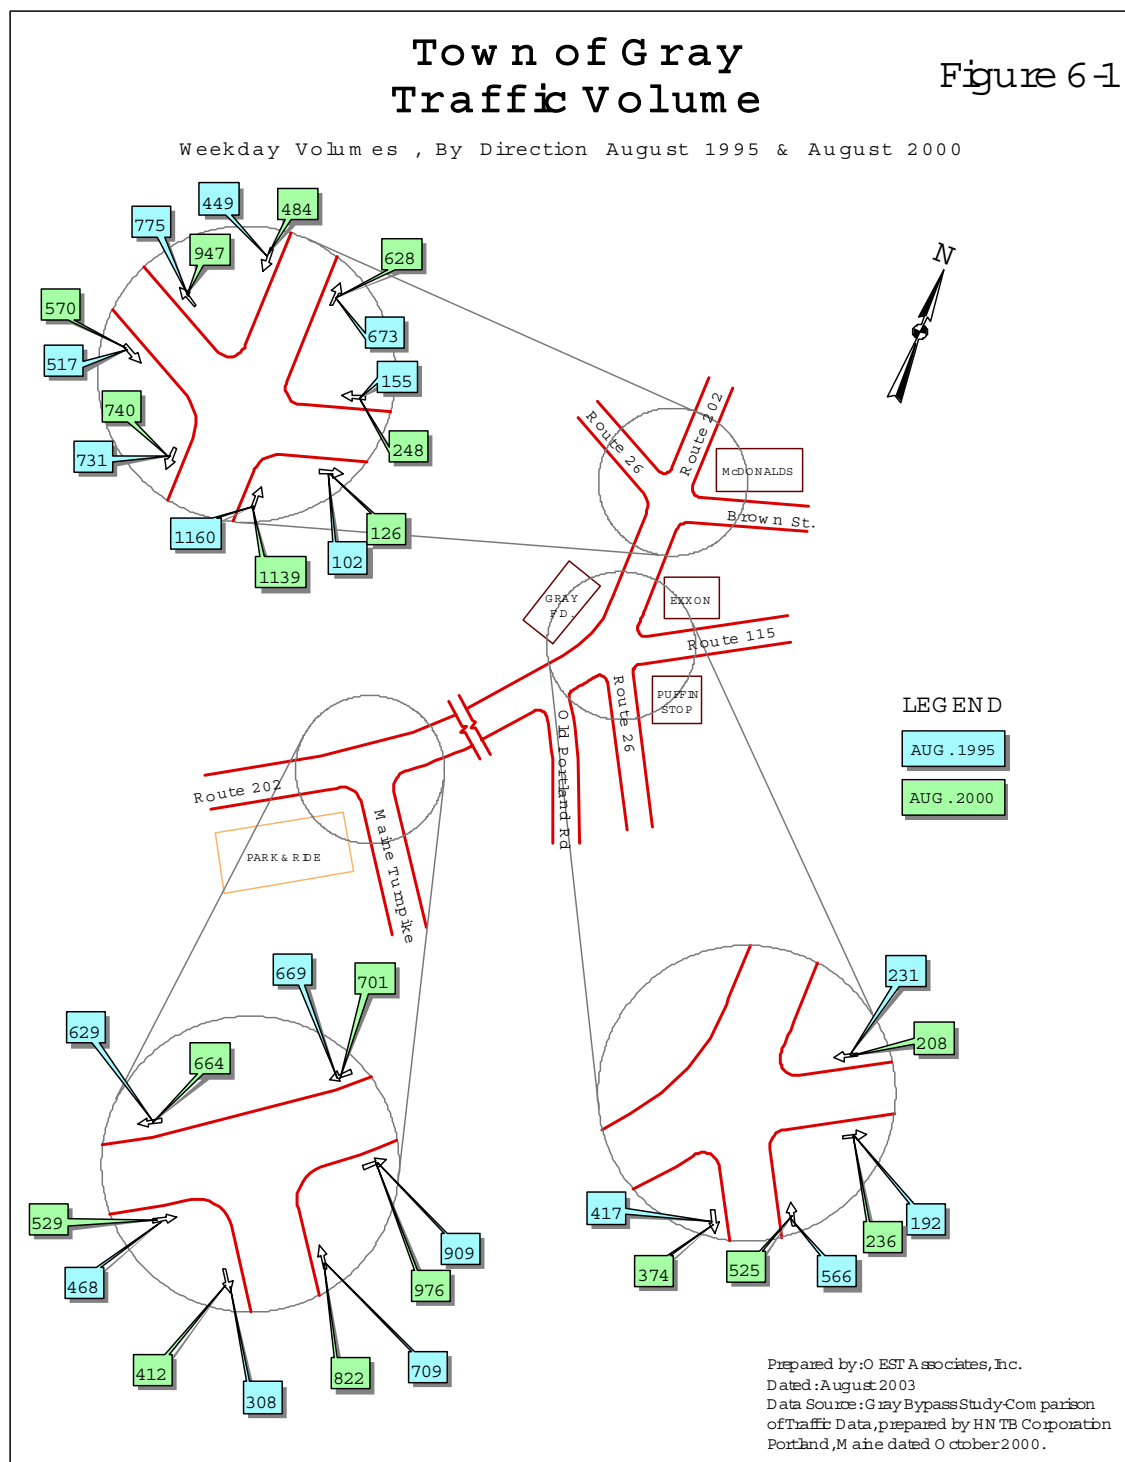 Town of Gray
Traffic Volume
Figure 6-1
Weekday Volumes , By Direction August 1995 & August 2000
449
484
775
947
628
570
673
517
155
740
248
731
1160
126
102
1139
N
Route 26
Route 202
McDONALDS
Brown St.
GRAY
F.D.
EXXON
Route 115
PUFFIN
STOP
Old Portland Rd
Route 26
Route 202
Maine Turnpike
PARK & RIDE
LEGEND
AUG. 1995
AUG. 2000
669
701
629
664
529
468
909
976
412
308
822
709
231
208
417
374
525
566
236
192
Prepared by: OEST Associates, Inc.
Dated: August 2003
Data Source: Gray Bypass Study-Comparison
of Traffic Data, prepared by HNTB Corporation
Portland, Maine dated October 2000.